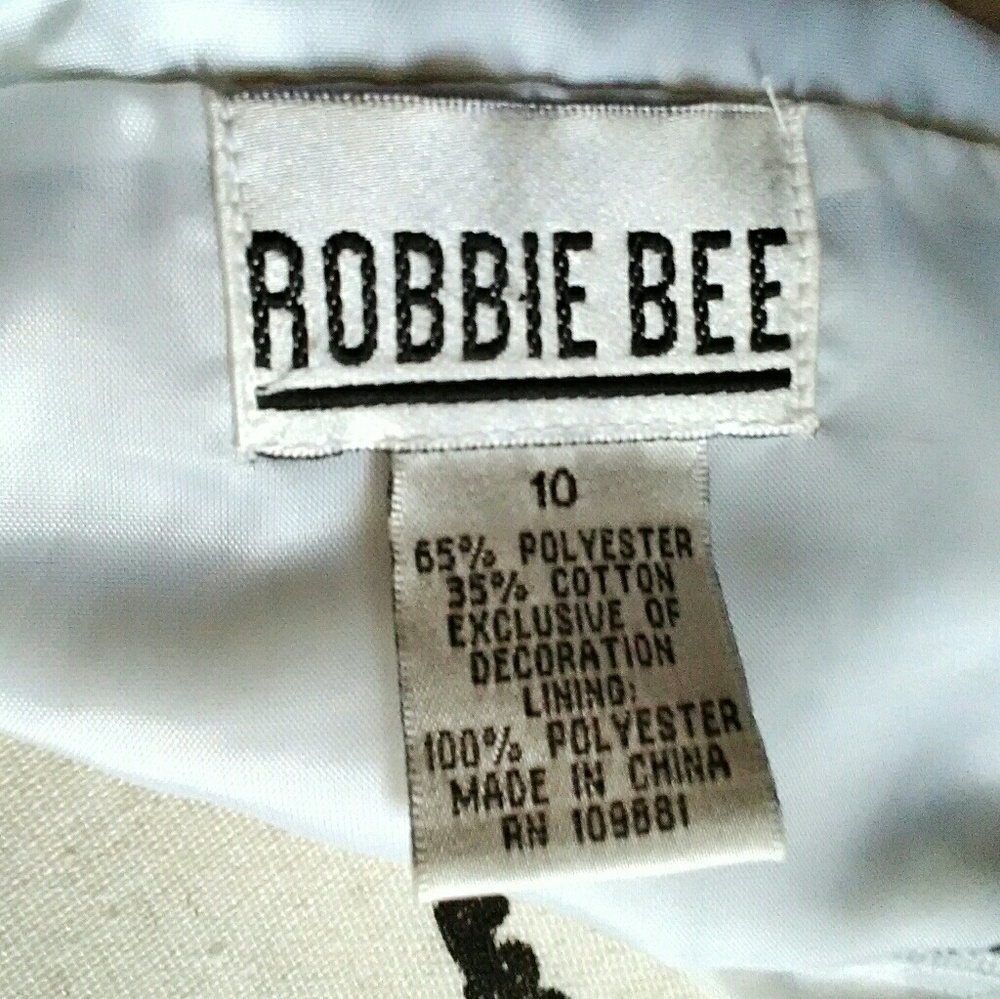 ROBBIE BEE
10
65% POLYESTER
35% COTTON
EXCLUSIVE OF
DECORATION
LINING:
100% POLYESTER
MADE IN CHINA
RN 109881